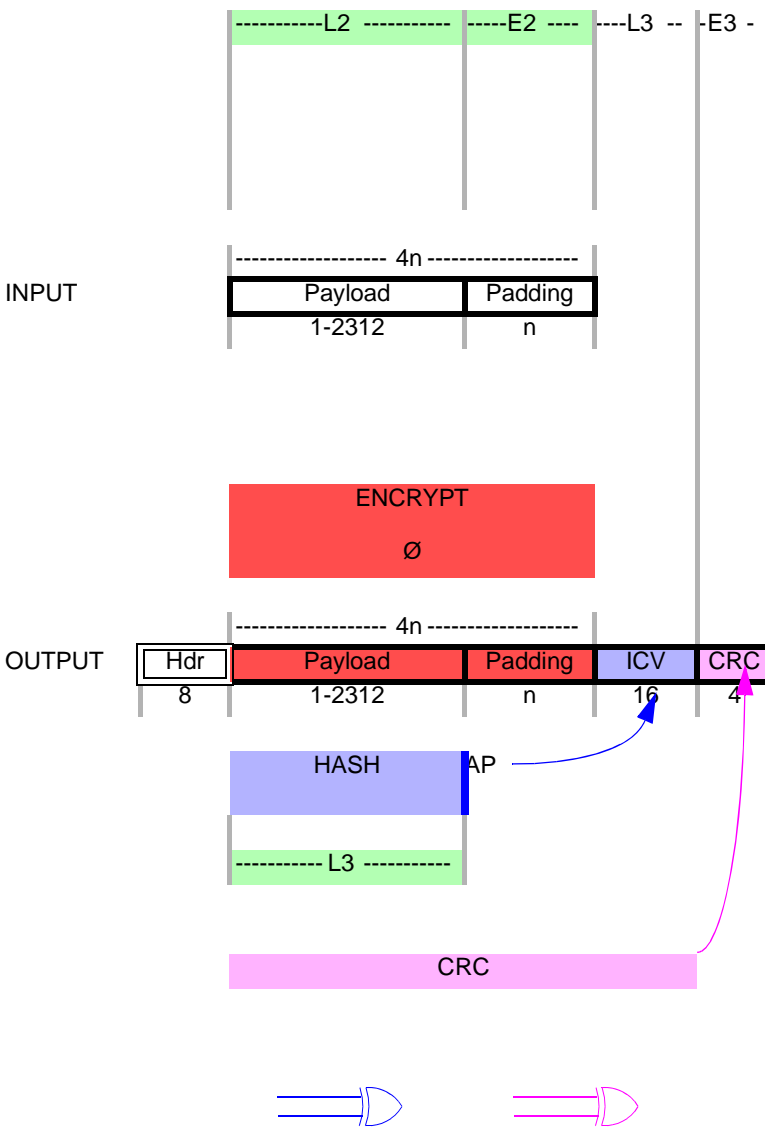 -----------L2 ----------- -----E2 ---- ----L3 -- -E3 -
------------------- 4n -------------------
INPUT Payload Padding
1-2312 n
ENCRYPT
Ø
------------------- 4n -------------------
OUTPUT Hdr Payload Padding ICV CRC
8 1-2312 n 16 4
HASH AP
----------- L3 -----------
CRC